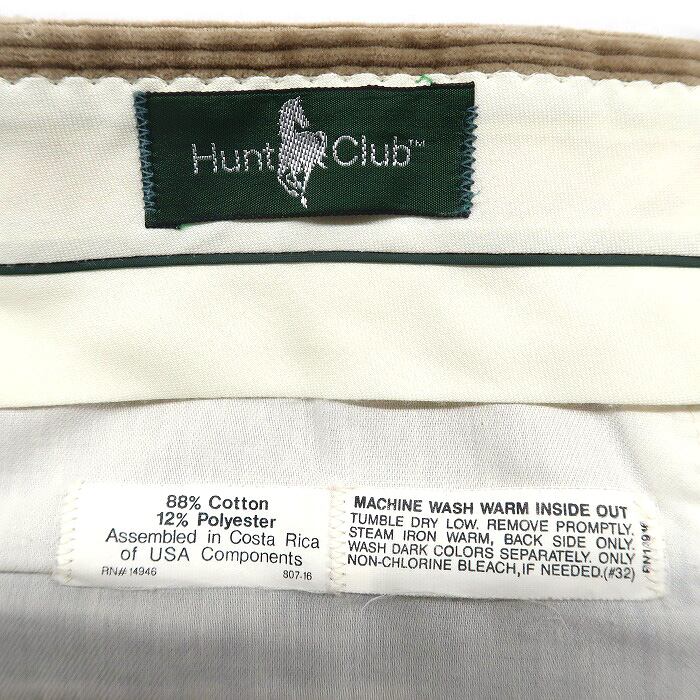 Hunt Club™
88% Cotton
12% Polyester
Assembled in Costa Rica
of USA Components
RN# 14946 807-16
MACHINE WASH WARM INSIDE OUT
TUMBLE DRY LOW. REMOVE PROMPTLY.
STEAM IRON WARM, BACK SIDE ONLY.
WASH DARK COLORS SEPARATELY. ONLY
NON-CHLORINE BLEACH,IF NEEDED.(#32)